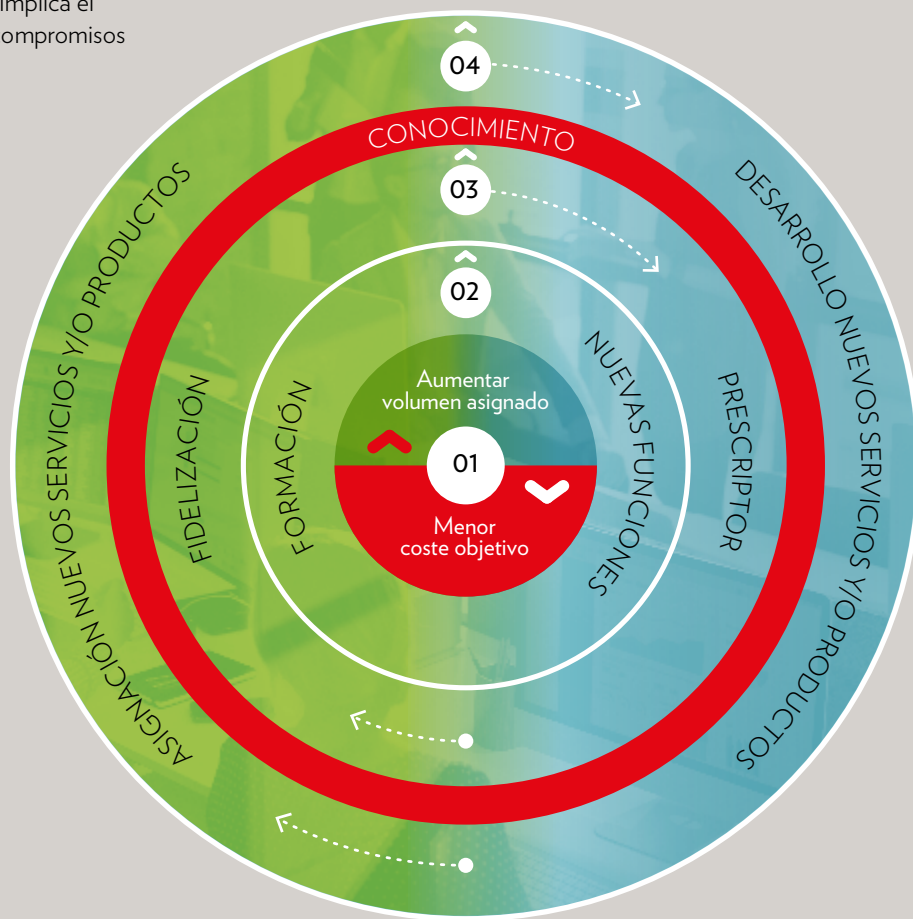 implica el
ompromisos
04
CONOCIMIENTO
03
02
Aumentar
volumen asignado
01
Menor
coste objetivo
ASIGNACIÓN NUEVOS SERVICIOS Y/O PRODUCTOS
FIDELIZACIÓN
FORMACIÓN
NUEVAS FUNCIONES
PRESCRIPTOR
DESARROLLO NUEVOS SERVICIOS Y/O PRODUCTOS